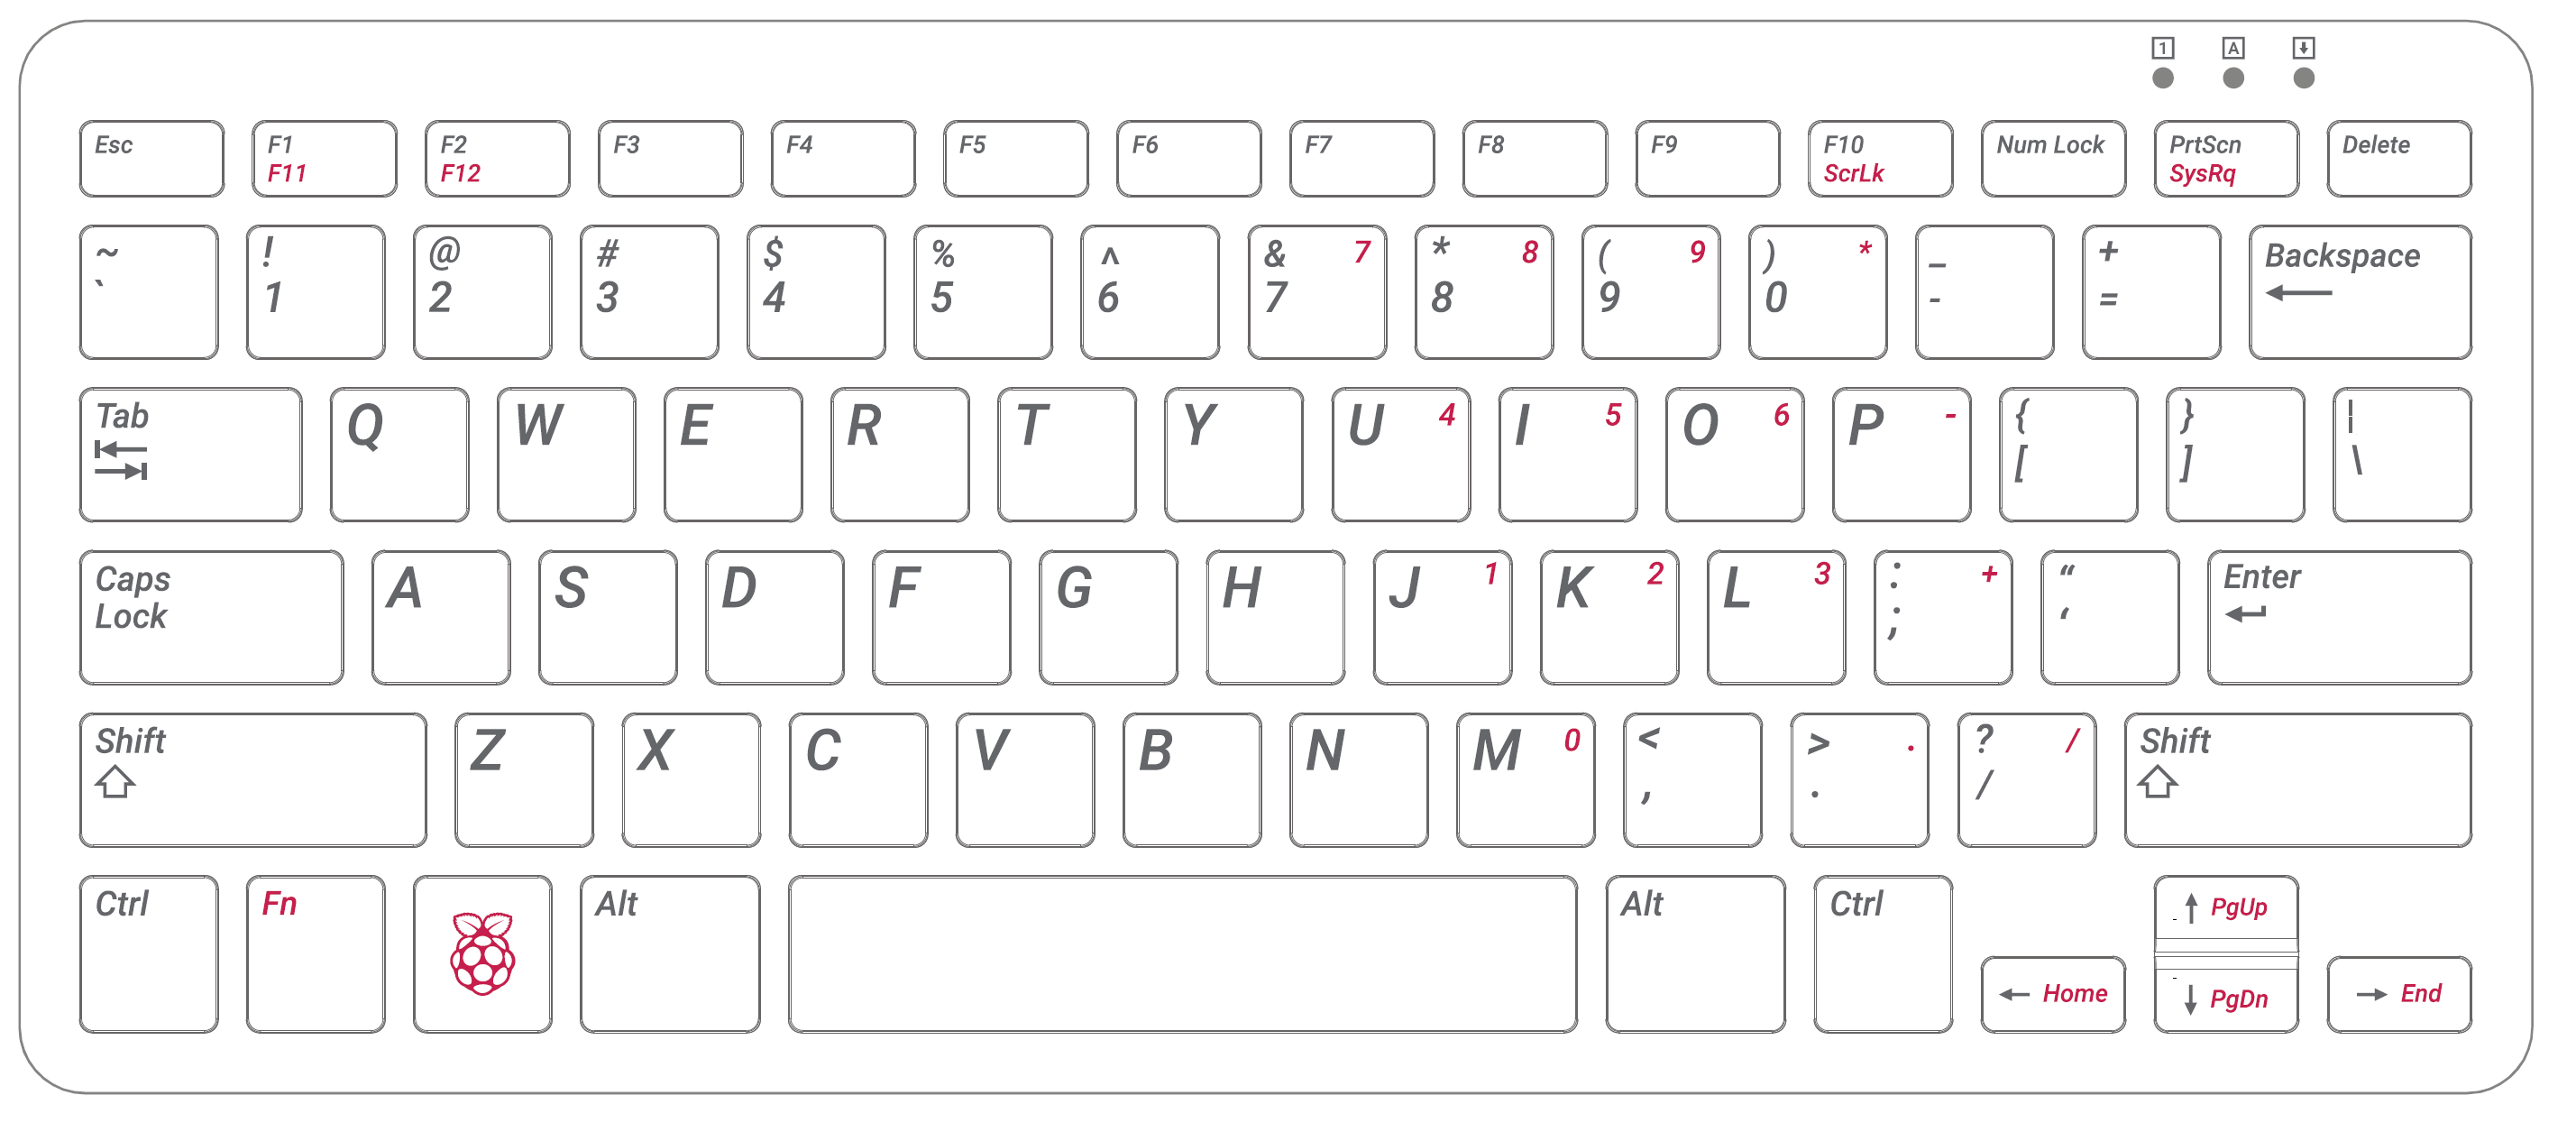 1 A
Esc F1 F2 F3 F4 F5 F6 F7 F8 F9 F10 Num Lock PrtScn Delete
F11 F12 ScrLk SysRq
~ ! @ # $ % ^ & 7 * 8 ( 9 ) * _ + Backspace
` 1 2 3 4 5 6 7 8 9 0 - =
Tab Q W E R T Y U 4 I 5 O 6 P - { } ¦
[ ] \
Caps A S D F G H J 1 K 2 L 3 : + “ Enter
Lock ; ‘
Shift Z X C V B N M 0 < > . ? / Shift
, . /
Ctrl Fn Alt Alt Ctrl PgUp
Home PgDn End